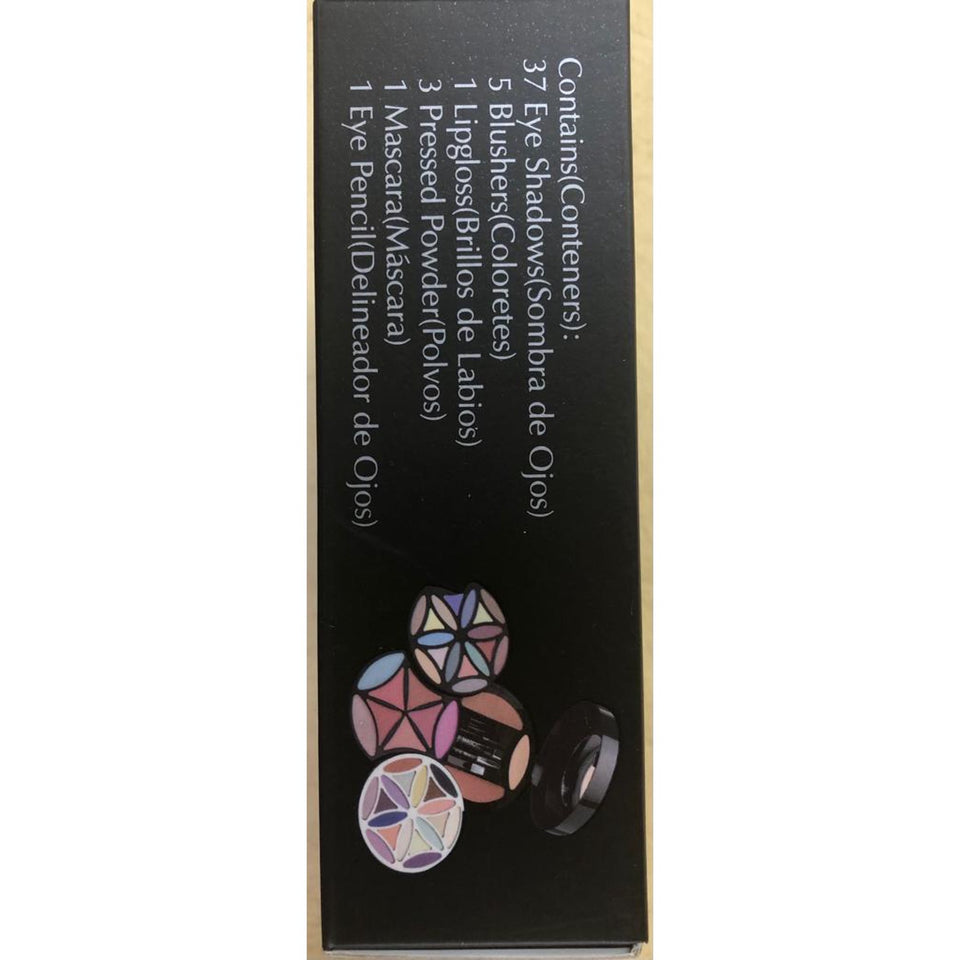 Contains(Conteners):
37 Eye Shadows(Sombra de Ojos)
5 Blushers(Coloretes)
1 Lipgloss(Brillos de Labios)
3 Pressed Powder(Polvos)
1 Mascara(Máscara)
1 Eye Pencil(Delineador de Ojos)